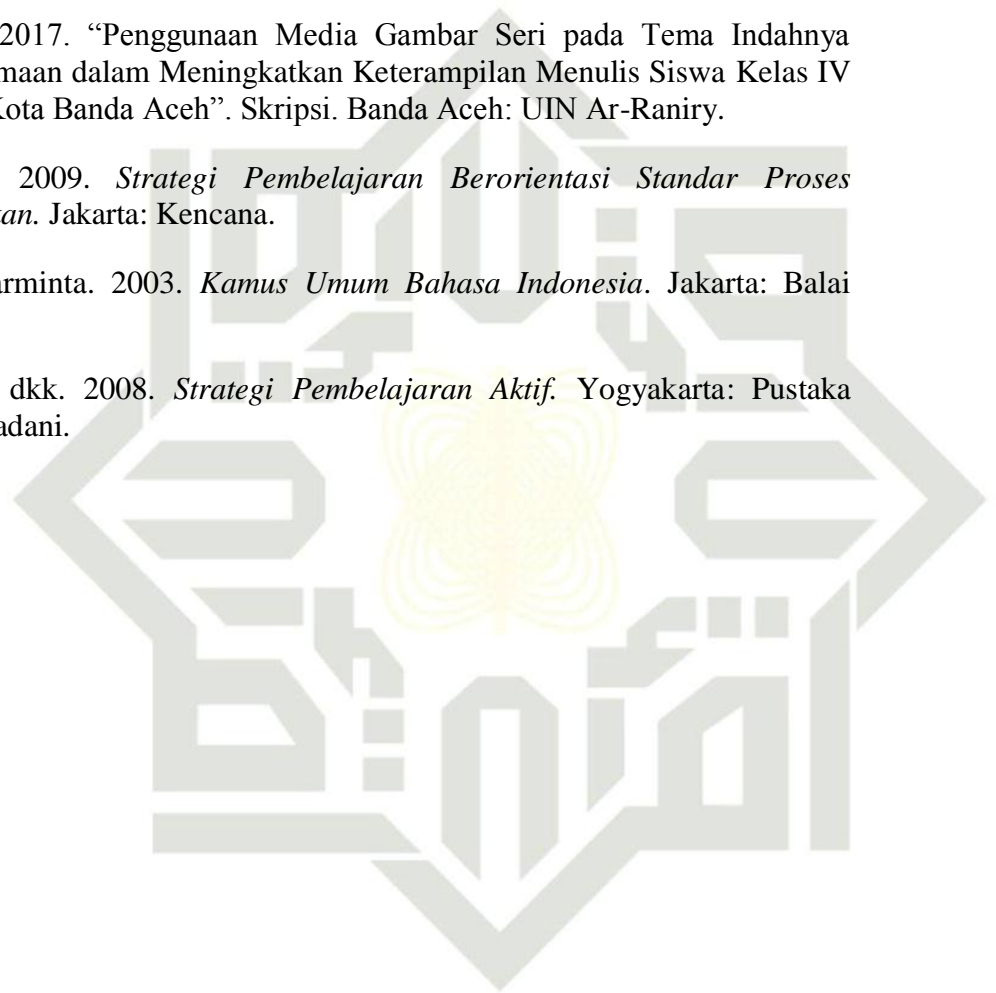 2017. “Penggunaan Media Gambar Seri pada Tema Indahnya
maan dalam Meningkatkan Keterampilan Menulis Siswa Kelas IV
Kota Banda Aceh”. Skripsi. Banda Aceh: UIN Ar-Raniry.
2009. Strategi Pembelajaran Berorientasi Standar Proses
an. Jakarta: Kencana.
arminta. 2003. Kamus Umum Bahasa Indonesia. Jakarta: Balai
dkk. 2008. Strategi Pembelajaran Aktif. Yogyakarta: Pustaka
adani.